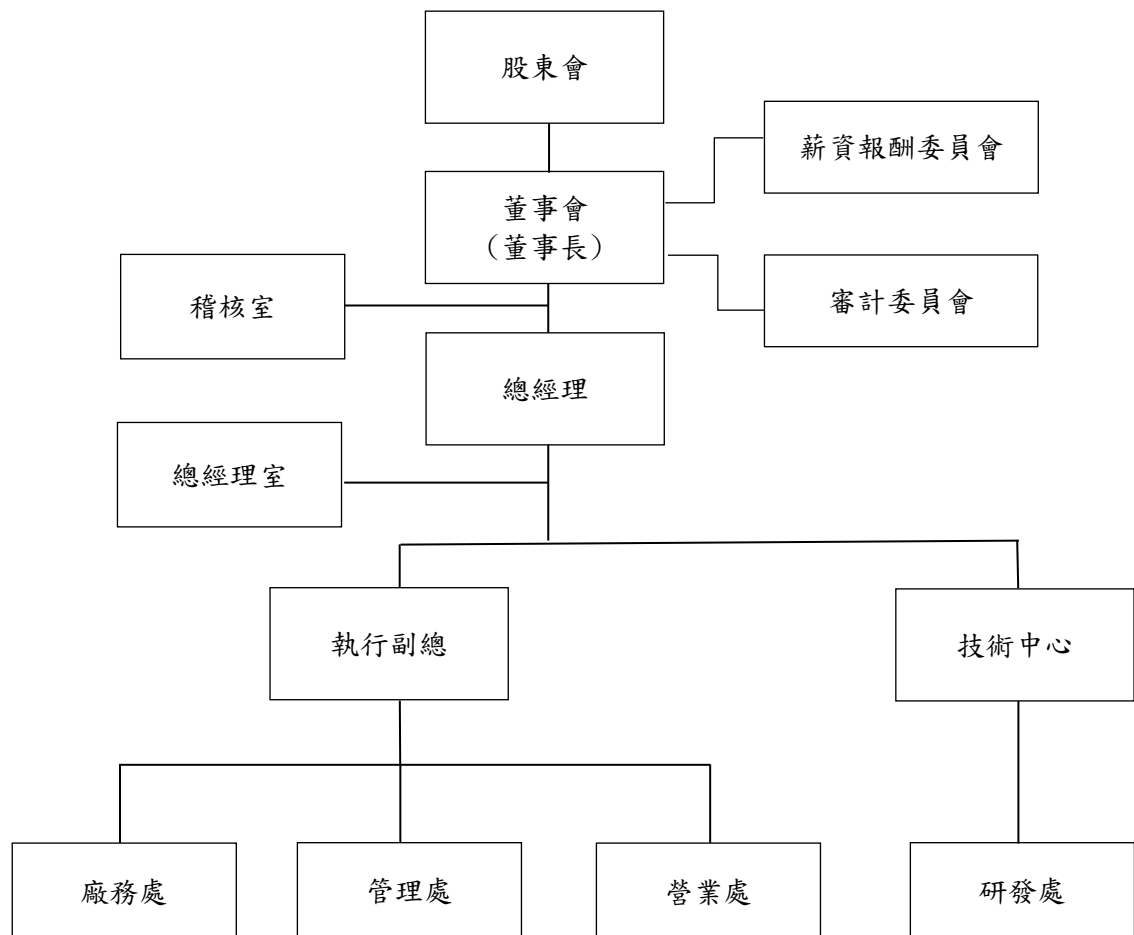 股東會
薪資報酬委員會
董事會
（董事長）
審計委員會
稽核室
總經理
總經理室
執行副總
技術中心
廠務處
管理處
營業處
研發處